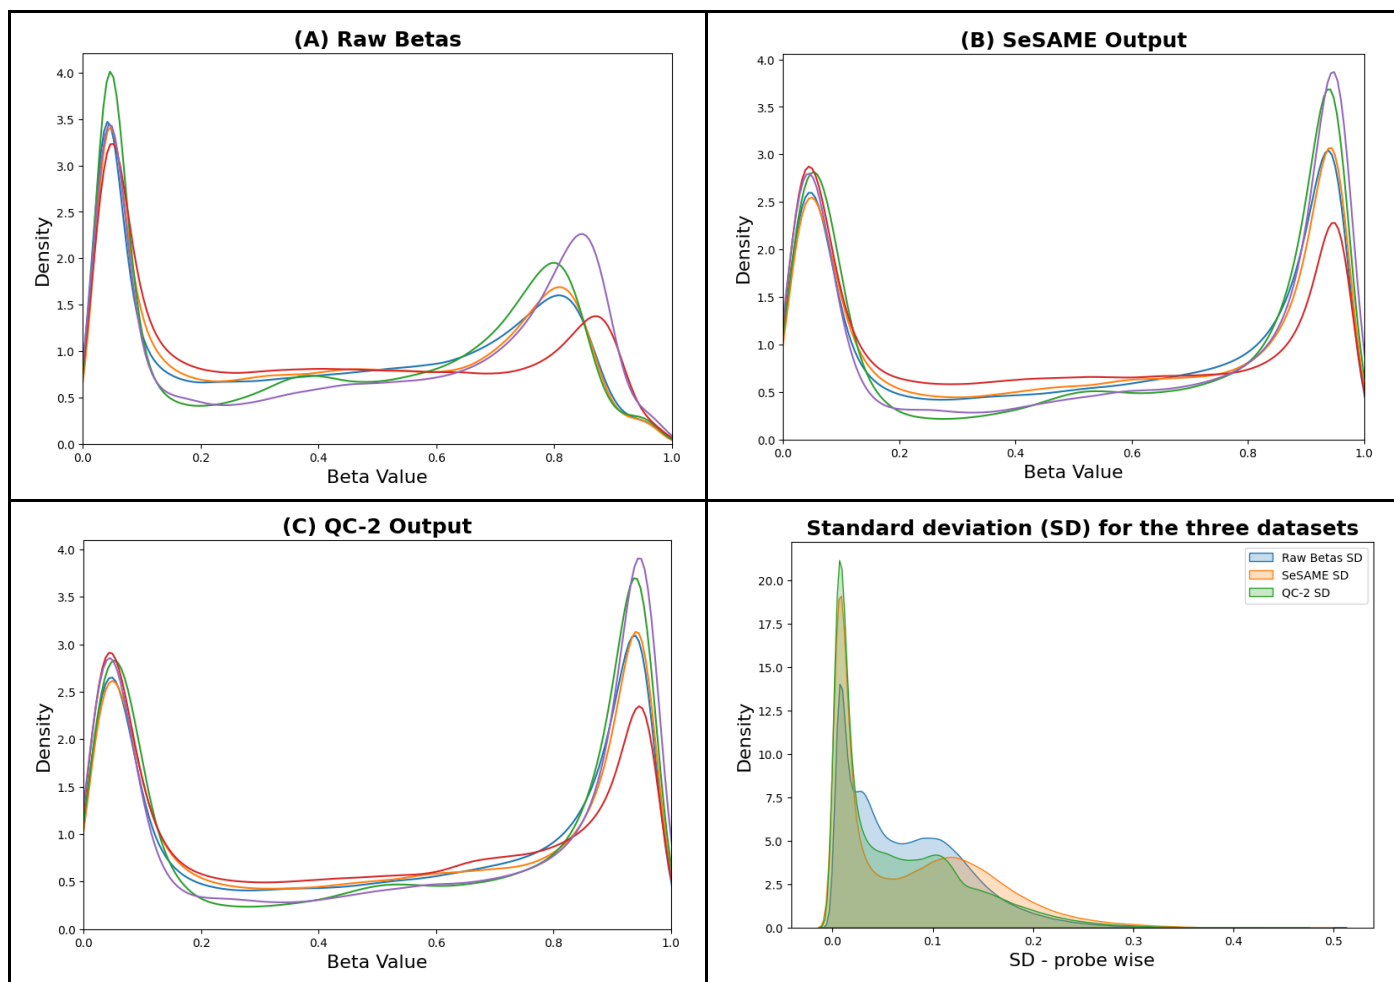 (A) Raw Betas
4.0
3.5
3.0
2.5
2.0
1.5
1.0
0.5
0.0
Density
0.0 0.2 0.4 0.6 0.8 1.0
Beta Value
(B) SeSAME Output
4.0
3.5
3.0
2.5
2.0
1.5
1.0
0.5
0.0
Density
0.0 0.2 0.4 0.6 0.8 1.0
Beta Value
(C) QC-2 Output
4.0
3.5
3.0
2.5
2.0
1.5
1.0
0.5
0.0
Density
0.0 0.2 0.4 0.6 0.8 1.0
Beta Value
Standard deviation (SD) for the three datasets
Raw Betas SD
SeSAME SD
QC-2 SD
20.0
17.5
15.0
12.5
10.0
7.5
5.0
2.5
0.0
Density
0.0 0.1 0.2 0.3 0.4 0.5
SD - probe wise